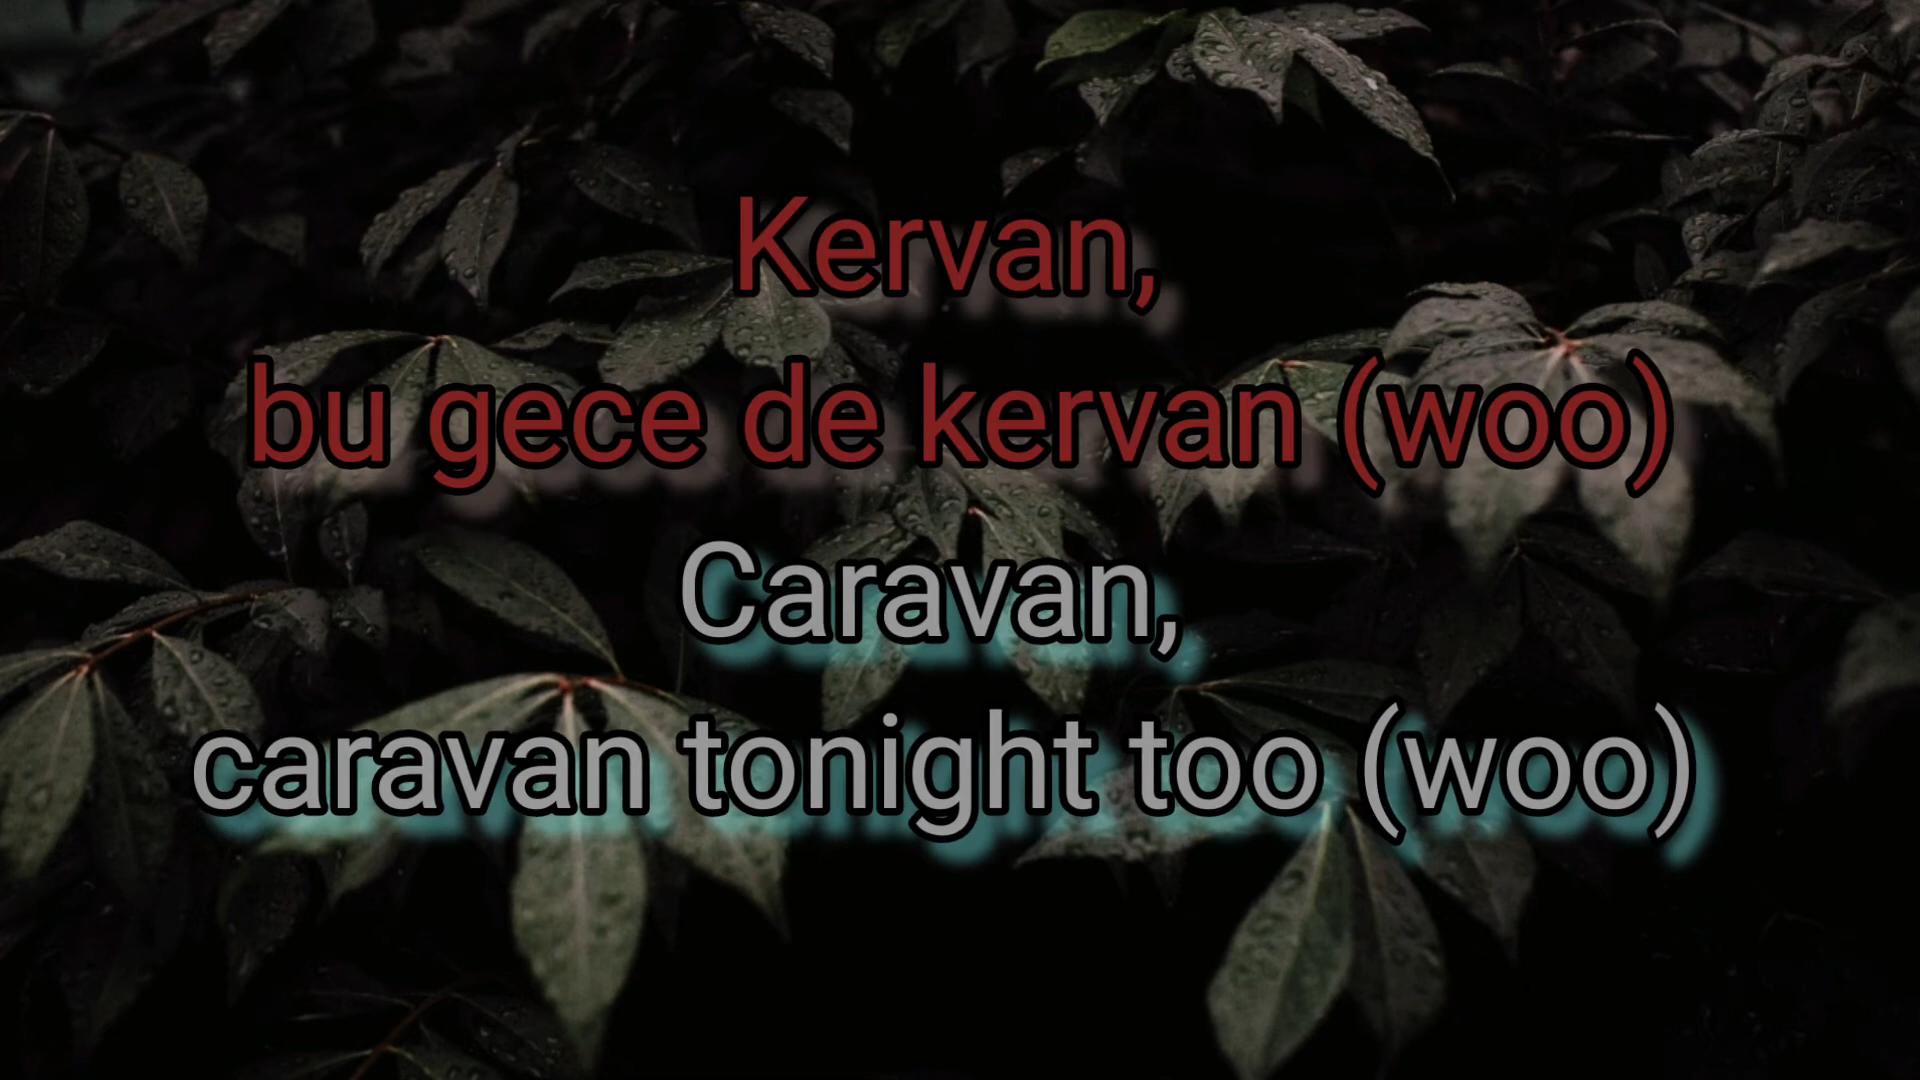 Kervan,
bu gece de kervan (woo)
Caravan,
caravan tonight too (woo)